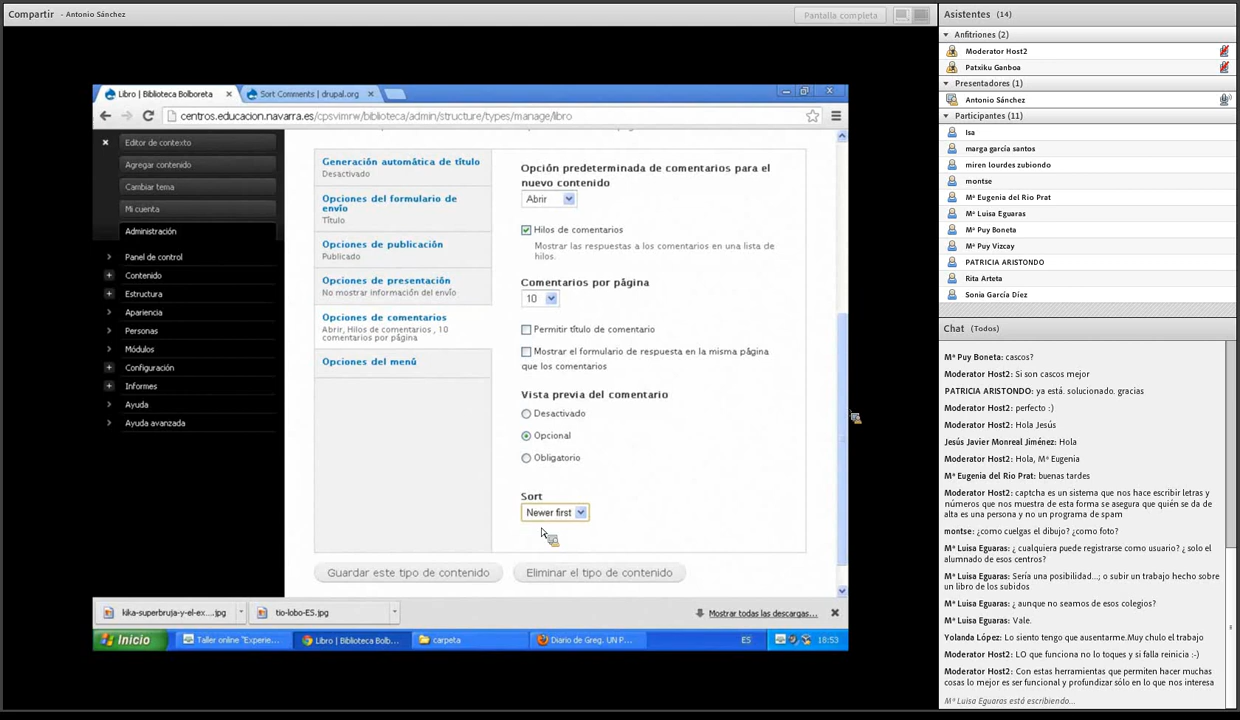 Compartir - Antonio Sánchez
Pantalla completa
Libro | Biblioteca Bolboreta
Sort Comments | drupal.org
centros.educacion.navarra.es/cpsvimrw/biblioteca/admin/structure/types/manage/libro
Editor de contexto
Agregar contenido
Cambiar tema
Mi cuenta
Administración
Panel de control
Contenido
Estructura
Apariencia
Personas
Módulos
Configuración
Informes
Ayuda
Ayuda avanzada
Generación automática de título
Desactivado
Opciones del formulario de
envío
Título
Opciones de publicación
Publicado
Opciones de presentación
No mostrar información del envío
Opciones de comentarios
Abrir, Hilos de comentarios , 10
comentarios por página
Opciones del menú
Opción predeterminada de comentarios para el
nuevo contenido
Abrir
Hilos de comentarios
Mostrar las respuestas a los comentarios en una lista de
hilos.
Comentarios por página
10
Permitir título de comentario
Mostrar el formulario de respuesta en la misma página
que los comentarios
Vista previa del comentario
Desactivado
Opcional
Obligatorio
Sort
Newer first
Guardar este tipo de contenido
Eliminar el tipo de contenido
kika-superbruja-y-el-ex....jpg
tio-lobo-ES.jpg
Mostrar todas las descargas...
Inicio
Taller online "Experie...
Libro | Biblioteca Bolb...
carpeta
Diario de Greg. UN P...
ES
18:53
Asistentes (14)
Anfitriones (2)
Moderator Host2
Patxiku Ganboa
Presentadores (1)
Antonio Sánchez
Participantes (11)
Isa
marga garcía santos
miren lourdes zubiondo
montse
Mª Eugenia del Rio Prat
Mª Luisa Eguaras
Mª Puy Boneta
Mª Puy Vizcay
PATRICIA ARISTONDO
Rita Arteta
Sonia García Díez
Chat (Todos)
Mª Puy Boneta: cascos?
Moderator Host2: Si son cascos mejor
PATRICIA ARISTONDO: ya está. solucionado. gracias
Moderator Host2: perfecto :)
Moderator Host2: Hola Jesús
Jesús Javier Monreal Jiménez: Hola
Moderator Host2: Hola, Mª Eugenia
Mª Eugenia del Rio Prat: buenas tardes
Moderator Host2: captcha es un sistema que nos hace escribir letras y
números que nos muestra de esta forma se asegura que quién se da de
alta es una persona y no un programa de spam
montse: ¿como cuelgas el dibujo? ¿como foto?
Mª Luisa Eguaras: ¿ cualquiera puede registrarse como usuario? ¿ solo el
alumnado de esos centros?
Mª Luisa Eguaras: Sería una posibilidad...; o subir un trabajo hecho sobre
un libro de los subidos
Mª Luisa Eguaras: ¿ aunque no seamos de esos colegios?
Mª Luisa Eguaras: Vale.
Yolanda López: Lo siento tengo que ausentarme.Muy chulo el trabajo
Moderator Host2: LO que funciona no lo toques y si falla reinicia :-)
Moderator Host2: Con estas herramientas que permiten hacer muchas
cosas lo mejor es ser funcional y profundizar sólo en lo que nos interesa
Mª Luisa Eguaras está escribiendo...